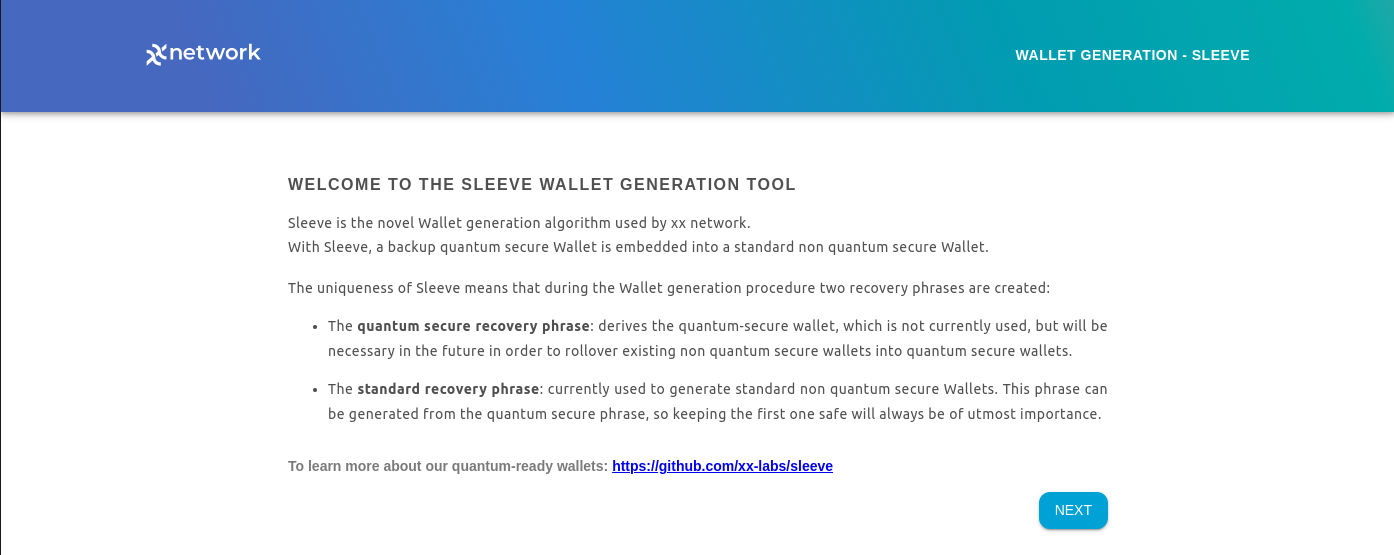 xx network
WALLET GENERATION - SLEEVE
WELCOME TO THE SLEEVE WALLET GENERATION TOOL
Sleeve is the novel Wallet generation algorithm used by xx network.
With Sleeve, a backup quantum secure Wallet is embedded into a standard non quantum secure Wallet.
The uniqueness of Sleeve means that during the Wallet generation procedure two recovery phrases are created:
• The quantum secure recovery phrase: derives the quantum-secure wallet, which is not currently used, but will be
necessary in the future in order to rollover existing non quantum secure wallets into quantum secure wallets.
• The standard recovery phrase: currently used to generate standard non quantum secure Wallets. This phrase can
be generated from the quantum secure phrase, so keeping the first one safe will always be of utmost importance.
To learn more about our quantum-ready wallets: https://github.com/xx-labs/sleeve
NEXT